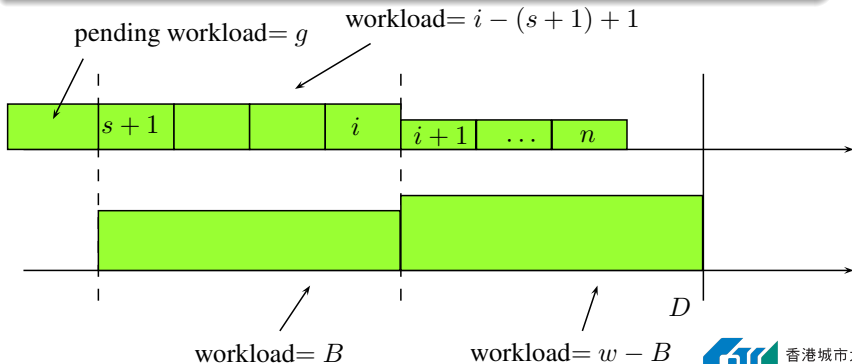 workload= i − (s + 1) + 1
pending workload= g
s + 1
i
i + 1
...
n
D
workload= B
workload= w − B
香港城市